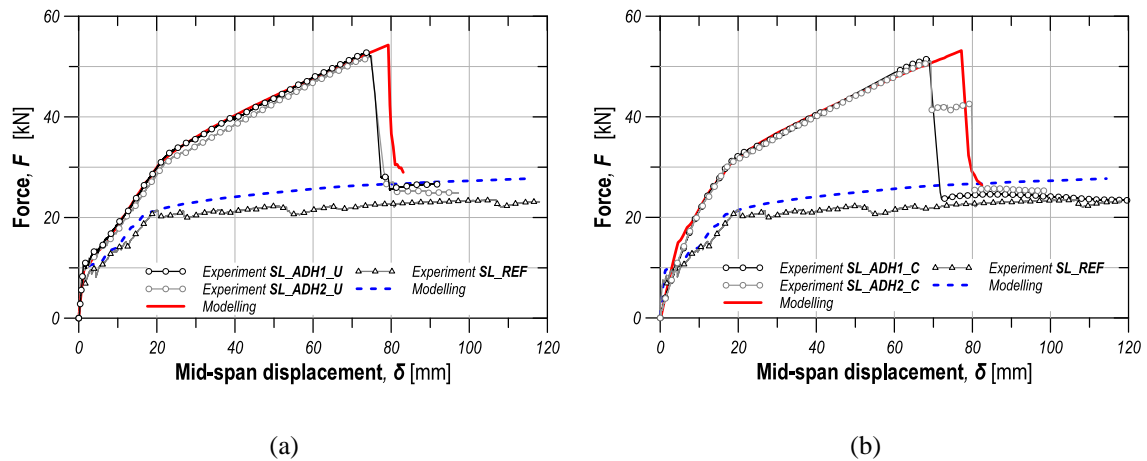 60
40
20
0
Force, F [kN]
0 20 40 60 80 100 120
Mid-span displacement, δ [mm]
Experiment SL_ADH1_U
Experiment SL_REF
Experiment SL_ADH2_U
Modelling
Modelling
(a)
60
40
20
0
Force, F [kN]
0 20 40 60 80 100 120
Mid-span displacement, δ [mm]
Experiment SL_ADH1_C
Experiment SL_REF
Experiment SL_ADH2_C
Modelling
Modelling
(b)